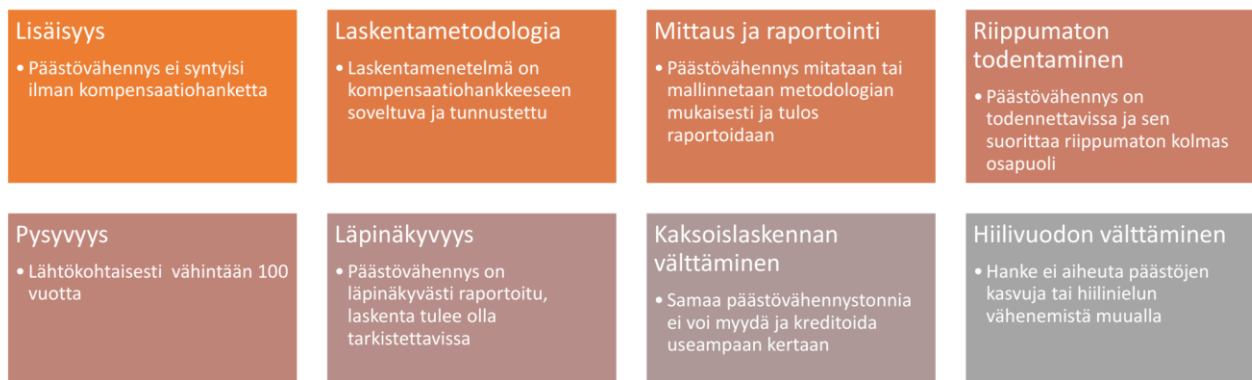 Lisäisyys
• Päästövähennys ei syntyisi
ilman kompensaatiohanketta
Laskentametodologia
• Laskentamenetelmä on
kompensaatiohankkeeseen
soveltuva ja tunnustettu
Mittaus ja raportointi
• Päästövähennys mitataan tai
mallinnetaan metodologian
mukaisesti ja tulos
raportoidaan
Riippumaton
todentaminen
• Päästövähennys on
todennettavissa ja sen
suorittaa riippumaton kolmas
osapuoli
Pysyvyys
• Lähtökohtaisesti vähintään 100
vuotta
Läpinäkyvyys
• Päästövähennys on
läpinäkyvästi raportoitu,
laskenta tulee olla
tarkistettavissa
Kaksoislaskennan
välttäminen
• Samaa päästövähennystonnia
ei voi myydä ja kreditoida
useampaan kertaan
Hiilivuodon välttäminen
• Hanke ei aiheuta päästöjen
kasvuja tai hiilinielun
vähenemistä muualla